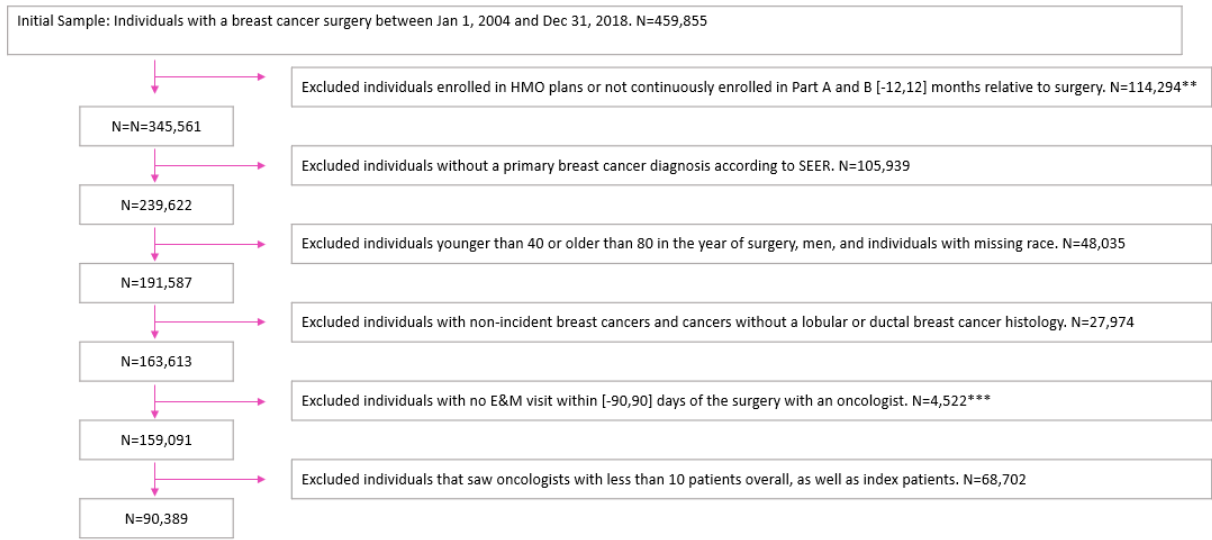 Initial Sample: Individuals with a breast cancer surgery between Jan 1, 2004 and Dec 31, 2018. N=459,855
Excluded individuals enrolled in HMO plans or not continuously enrolled in Part A and B [-12,12] months relative to surgery. N=114,294**
N=N=345,561
Excluded individuals without a primary breast cancer diagnosis according to SEER. N=105,939
N=239,622
Excluded individuals younger than 40 or older than 80 in the year of surgery, men, and individuals with missing race. N=48,035
N=191,587
Excluded individuals with non-incident breast cancers and cancers without a lobular or ductal breast cancer histology. N=27,974
N=163,613
Excluded individuals with no E&M visit within [-90,90] days of the surgery with an oncologist. N=4,522***
N=159,091
Excluded individuals that saw oncologists with less than 10 patients overall, as well as index patients. N=68,702
N=90,389